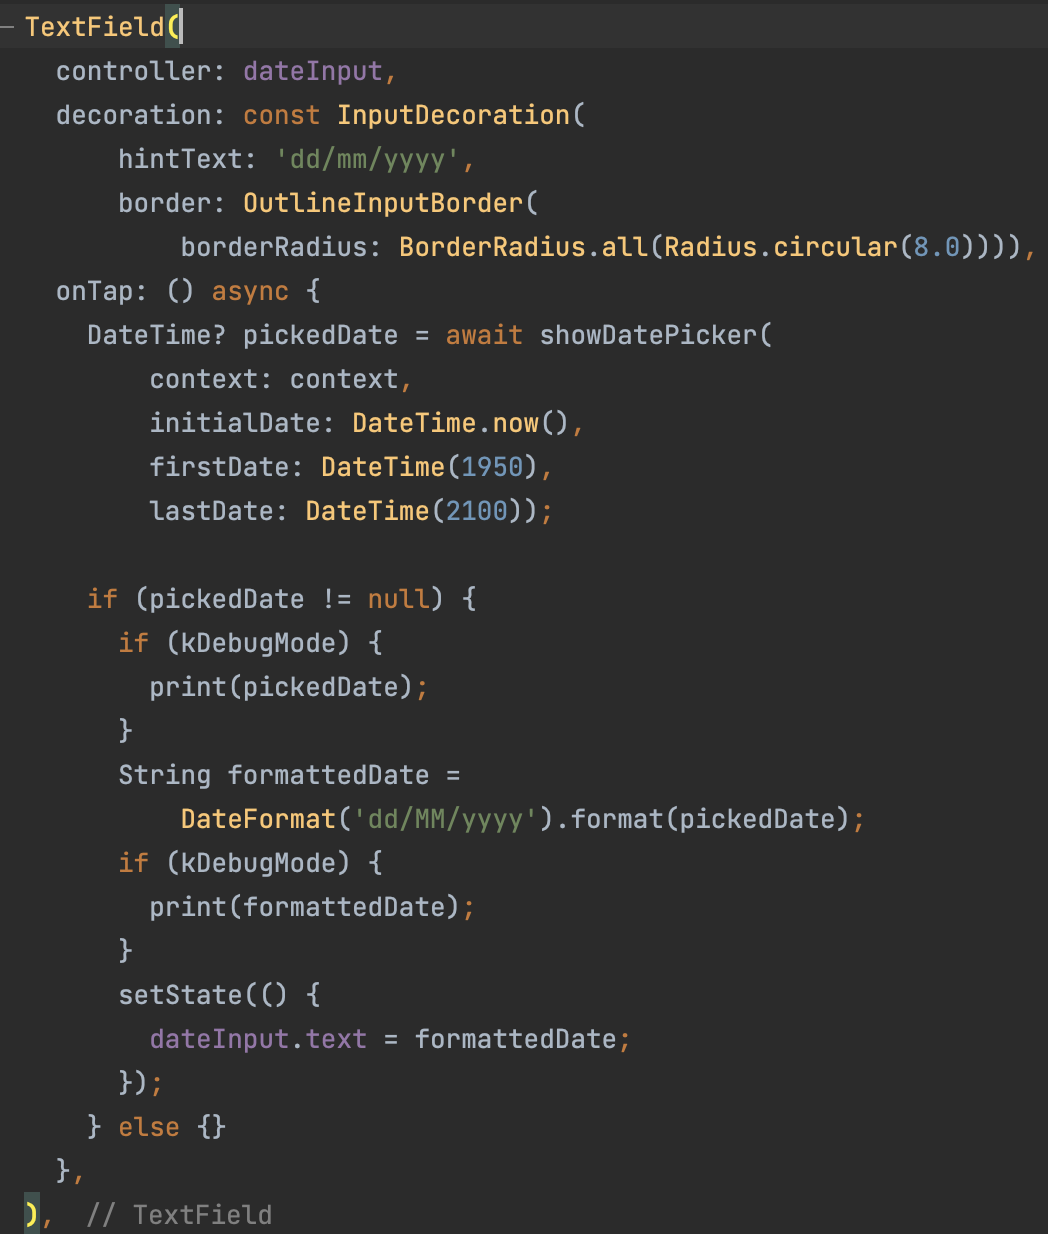 TextField(
controller: dateInput,
decoration: const InputDecoration(
hintText: 'dd/mm/yyyy',
border: OutlineInputBorder(
borderRadius: BorderRadius.all(Radius.circular(8.0)))),
onTap: () async {
DateTime? pickedDate = await showDatePicker(
context: context,
initialDate: DateTime.now(),
firstDate: DateTime(1950),
lastDate: DateTime(2100));
if (pickedDate != null) {
if (kDebugMode) {
print(pickedDate);
}
String formattedDate =
DateFormat('dd/MM/yyyy').format(pickedDate);
if (kDebugMode) {
print(formattedDate);
}
setState(() {
dateInput.text = formattedDate;
});
} else {}
},
), // TextField